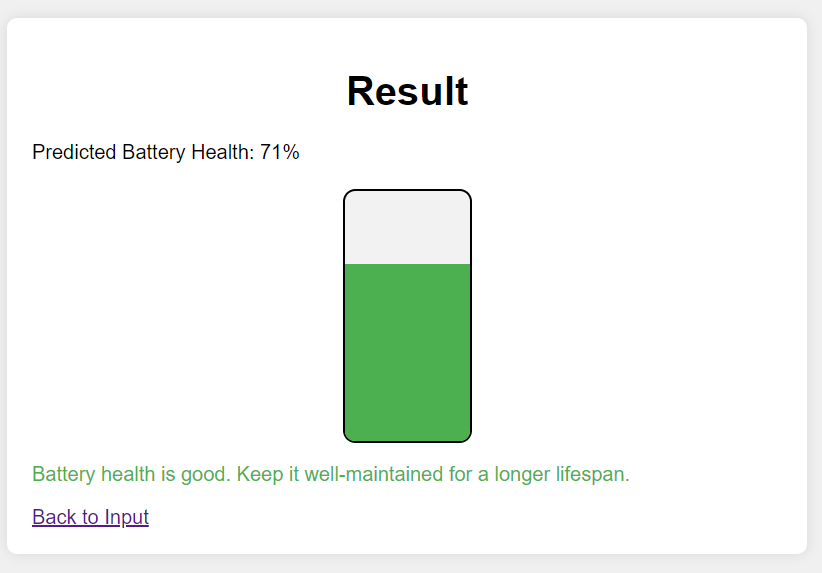 Result
Predicted Battery Health: 71%
Battery health is good. Keep it well-maintained for a longer lifespan.
Back to Input